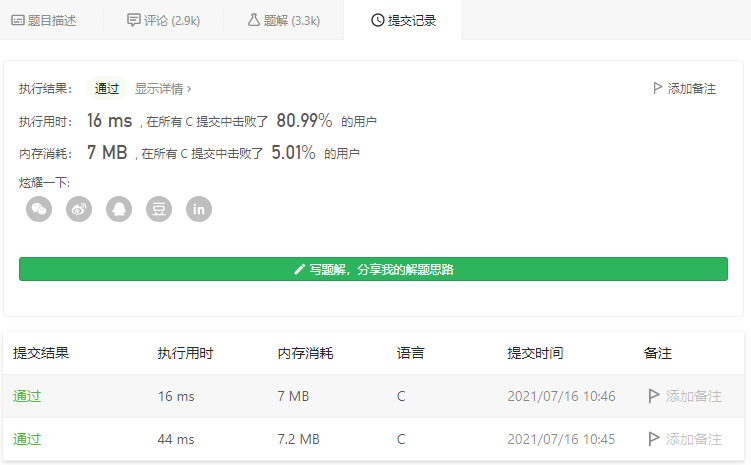 题目描述 评论 (2.9k) 题解 (3.3k) 提交记录
执行结果： 通过 显示详情 › 添加备注
执行用时： 16 ms , 在所有 C 提交中击败了 80.99% 的用户
内存消耗： 7 MB , 在所有 C 提交中击败了 5.01% 的用户
炫耀一下:
豆 in
写题解，分享我的解题思路
提交结果 执行用时 内存消耗 语言 提交时间 备注
通过 16 ms 7 MB C 2021/07/16 10:46 添加备注
通过 44 ms 7.2 MB C 2021/07/16 10:45 添加备注